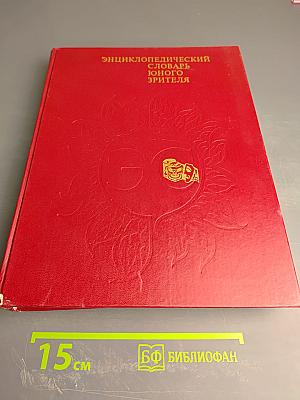 ЭНЦИКЛОПЕДИЧЕСКИЙ
СЛОВАРЬ
ЮНОГО
ЗРИТЕЛЯ
15 см
БФ БИБЛИОФАН